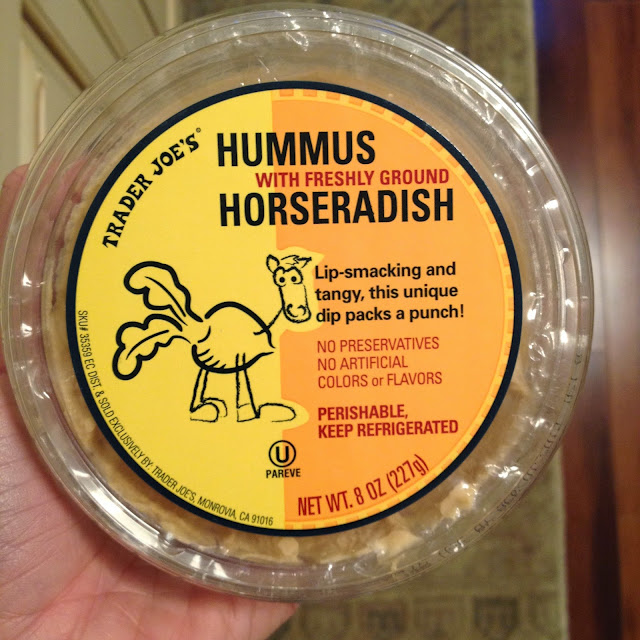 TRADER JOE'S®
HUMMUS
WITH FRESHLY GROUND
HORSERADISH
Lip-smacking and
tangy, this unique
dip packs a punch!
NO PRESERVATIVES
NO ARTIFICIAL
COLORS or FLAVORS
PERISHABLE,
KEEP REFRIGERATED
U
PAREVE
NET WT. 8 OZ (227g)
SKU# 35359 EC DIST. & SOLD EXCLUSIVELY BY: TRADER JOE'S, MONROVIA, CA 91016